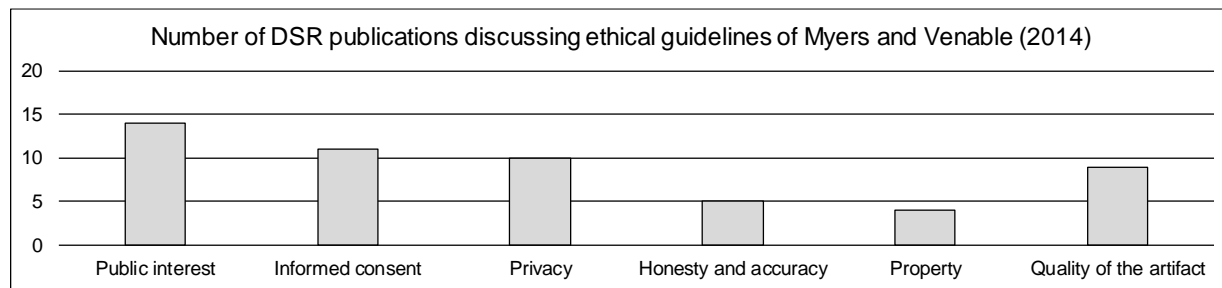 Number of DSR publications discussing ethical guidelines of Myers and Venable (2014)
20
15
10
5
0
Public interest Informed consent Privacy Honesty and accuracy Property Quality of the artifact